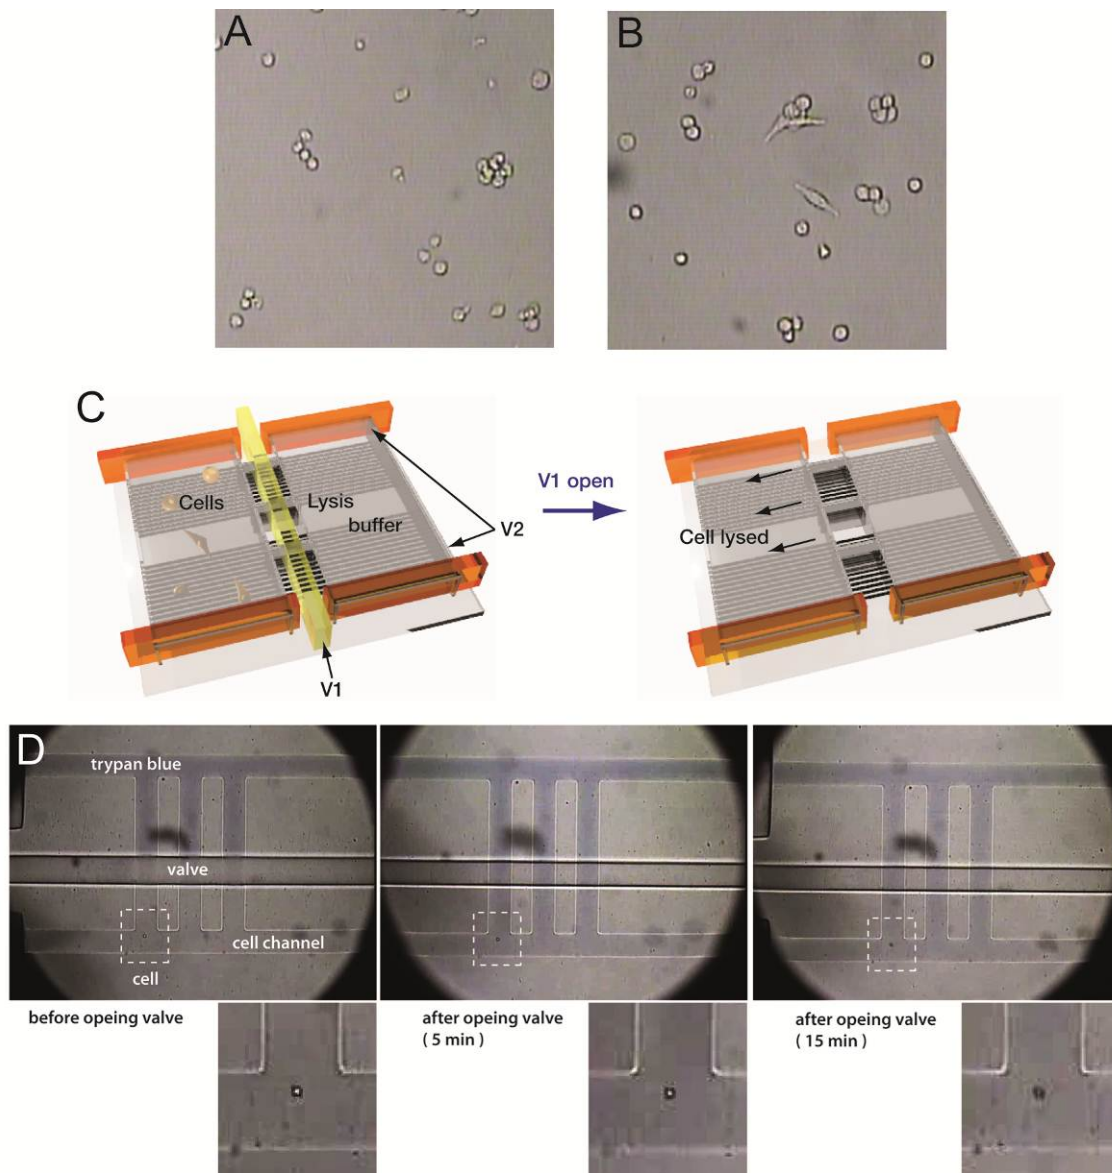 A
B
C
Cells
Lysis
buffer
V2
V1
V1 open
Cell lysed
D
trypan blue
valve
cell channel
cell
before opeing valve
after opeing valve
( 5 min )
after opeing valve
( 15 min )